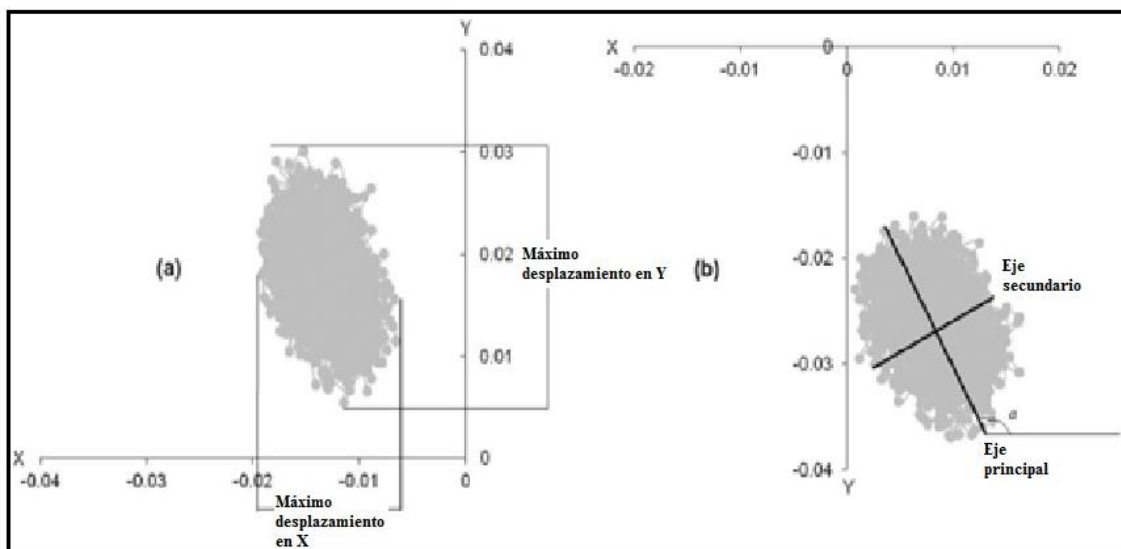 Y
0.04
0.03
0.02
0.01
0
(a)
Máximo
desplazamiento en Y
X
-0.04
-0.03
-0.02
-0.01
0
Máximo
desplazamiento
en X
X
0
-0.02
-0.01
0
0.01
0.02
-0.01
-0.02
-0.03
-0.04
Y
(b)
Eje
secundario
α
Eje
principal